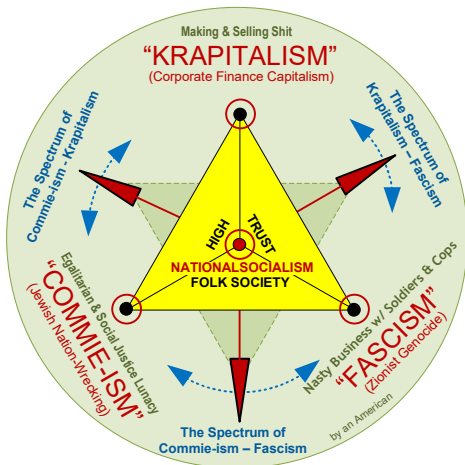 Making & Selling Shit
"KRAPITALISM"
(Corporate Finance Capitalism)
The Spectrum of
Commie-ism - Krapitalism
The Spectrum of
Krapitalism – Fascism
HIGH
TRUST
NATIONALSOCIALISM
FOLK SOCIETY
Egalitarian & Social Justice Lunacy
"COMMIE-ISM"
(Jewish Nation-Wrecking)
Nasty Business w/ Soldiers & Cops
"FASCISM"
(Zionist Genocide)
by an American
The Spectrum of
Commie-ism – Fascism